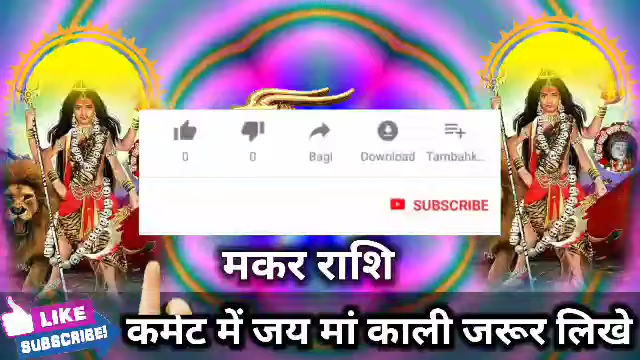 0 0 Bagi Download Tambahk...
SUBSCRIBE
मकर राशि
LIKE
SUBSCRIBE!
कमेंट में जय मां काली जरूर लिखे